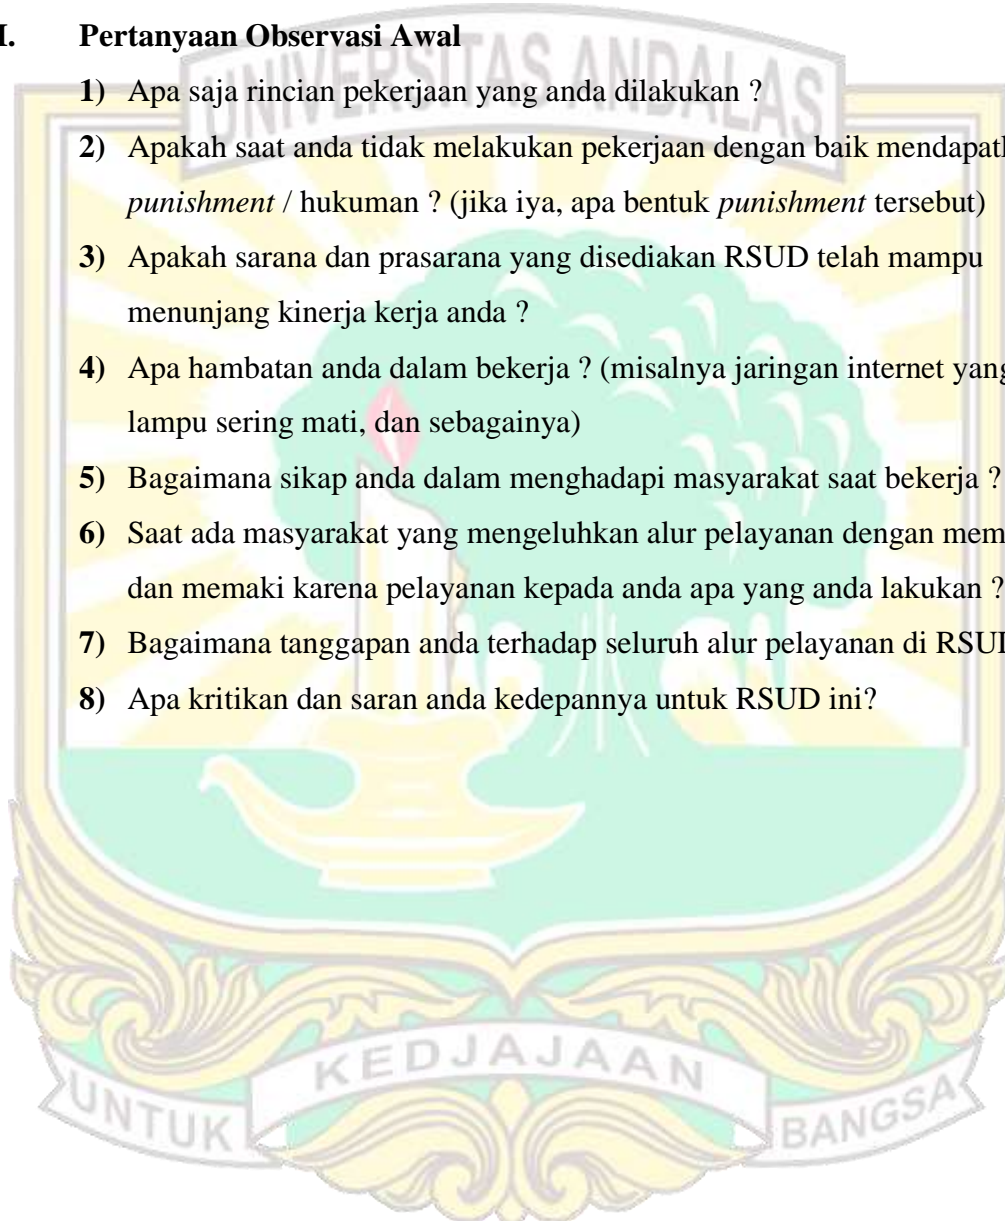 UNIVERSITAS ANDALAS
I. Pertanyaan Observasi Awal
1) Apa saja rincian pekerjaan yang anda dilakukan ?
2) Apakah saat anda tidak melakukan pekerjaan dengan baik
punishment / hukuman ? (jika iya, apa bentuk punishment tersebut)
3) Apakah sarana dan prasarana yang disediakan RSUD telah mampu
menunjang kinerja kerja anda ?
4) Apa hambatan anda dalam bekerja ? (misalnya jaringan internet yang
lampu sering mati, dan sebagainya)
5) Bagaimana sikap anda dalam menghadapi masyarakat saat bekerja ?
6) Saat ada masyarakat yang mengeluhkan alur pelayanan dengan
dan memaki karena pelayanan kepada anda apa yang anda lakukan ?
7) Bagaimana tanggapan anda terhadap seluruh alur pelayanan di
8) Apa kritikan dan saran anda kedepannya untuk RSUD ini?
UNTUK KEDJAJAAN BANGSA